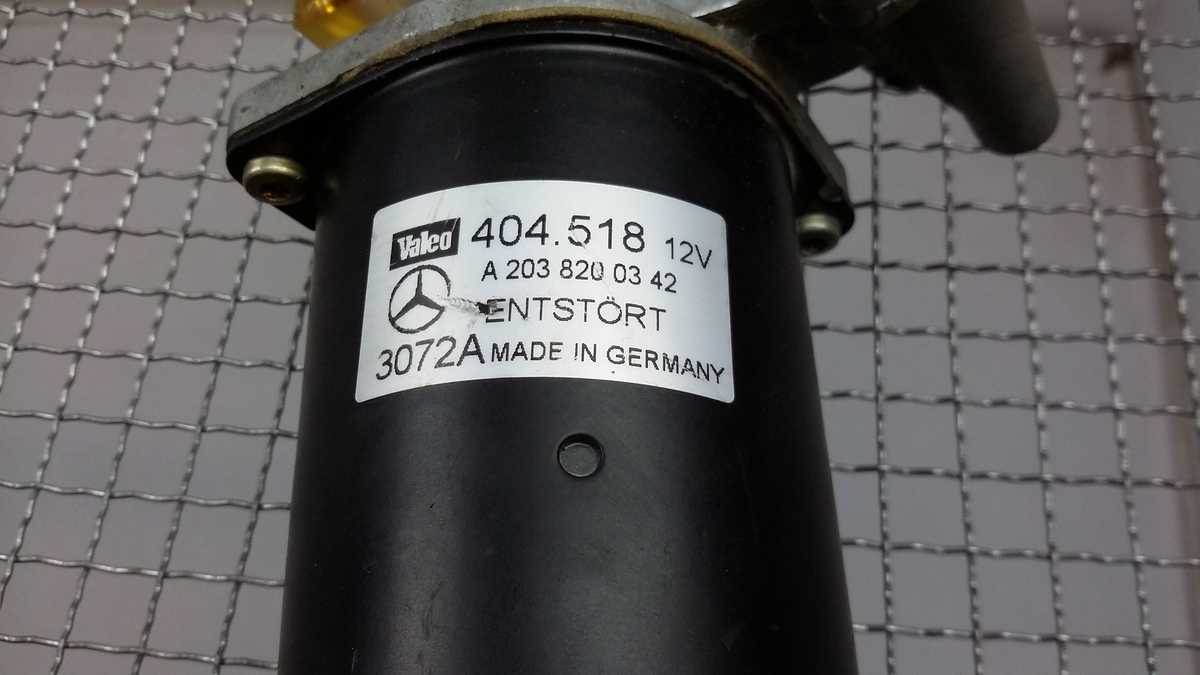 Valeo 404.518 12V
A 203 820 03 42
ENTSTÖRT
3072A MADE IN GERMANY